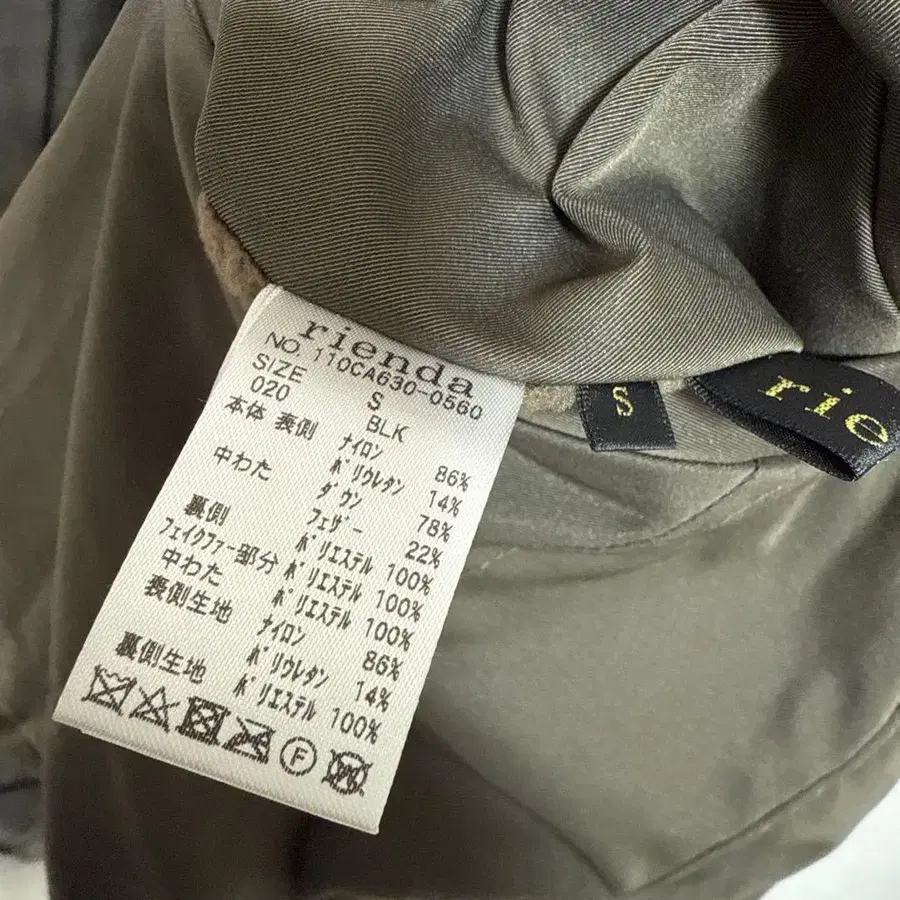 rienda
NO. 110CA630-0560
SIZE S
020 BLK
本体 表側 ナイロン 86%
ポリウレタン 14%
中わた ダウン 78%
フェザー 22%
裏側 ポリエステル 100%
フェイクファー部分 ポリエステル 100%
中わた ポリエステル 100%
表側生地 ナイロン 86%
ポリウレタン 14%
裏側生地 ポリエステル 100%
F
W
S
rie